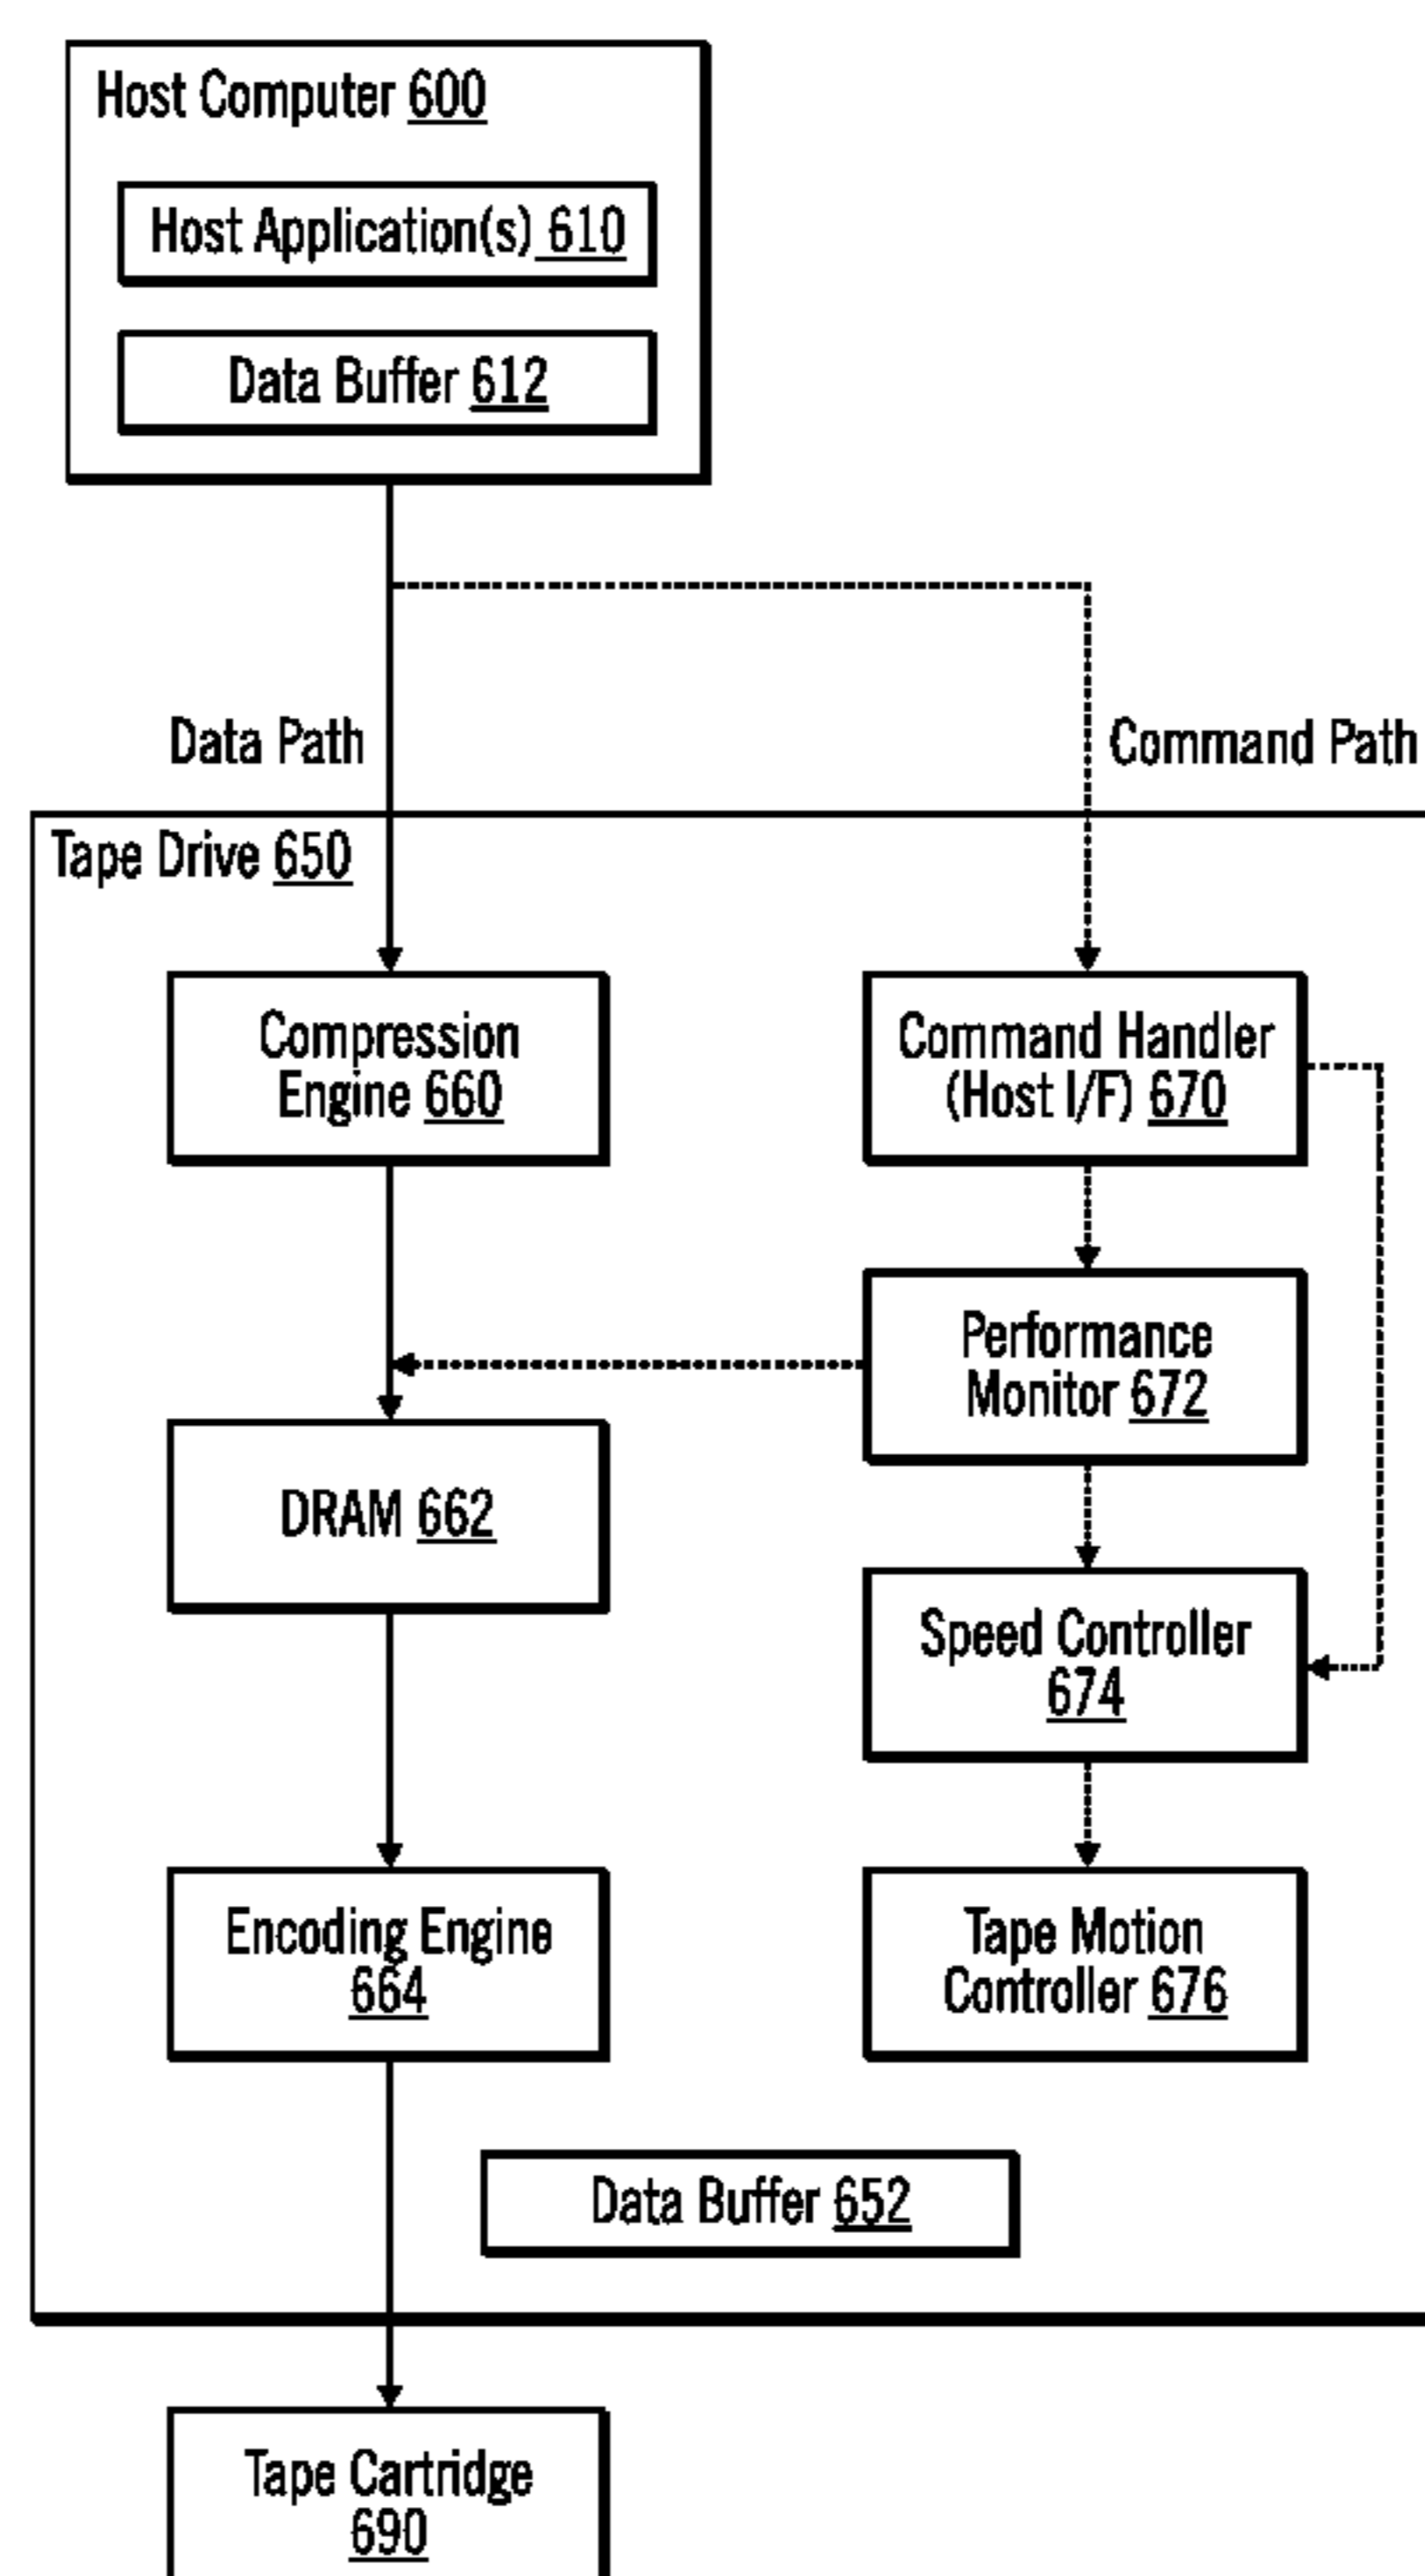 Host Computer 600
Host Application(s) 610
Data Buffer 612
Data Path
Command Path
Tape Drive 650
Compression
Engine 660
Command Handler
(Host I/F) 670
Performance
Monitor 672
DRAM 662
Speed Controller
674
Encoding Engine
664
Tape Motion
Controller 676
Data Buffer 652
Tape Cartridge
690